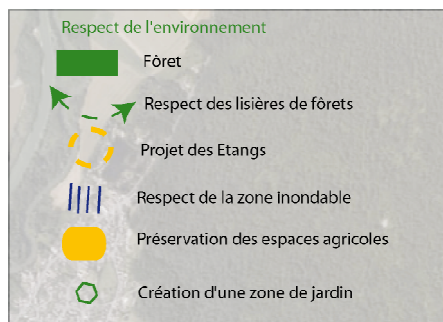 Respect de l'environnement
Fôret
Respect des lisières de fôrets
Projet des Etangs
Respect de la zone inondable
Préservation des espaces agricoles
Création d'une zone de jardin